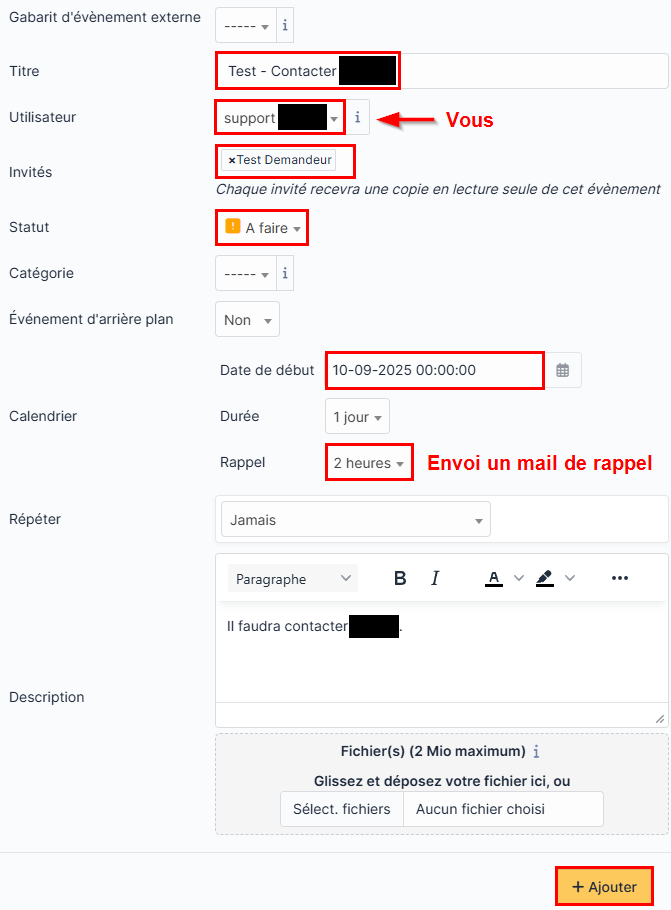 Gabarit d'évènement externe
-----
Titre
Test - Contacter
Utilisateur
support
Vous
Invités
×Test Demandeur
Chaque invité recevra une copie en lecture seule de cet évènement
Statut
A faire
Catégorie
-----
Événement d'arrière plan
Non
Calendrier
Date de début
10-09-2025 00:00:00
Durée
1 jour
Rappel
2 heures
Envoi un mail de rappel
Répéter
Jamais
Description
Paragraphe
B I A
Il faudra contacter .
Fichier(s) (2 Mio maximum)
Glissez et déposez votre fichier ici, ou
Sélect. fichiers Aucun fichier choisi
+ Ajouter